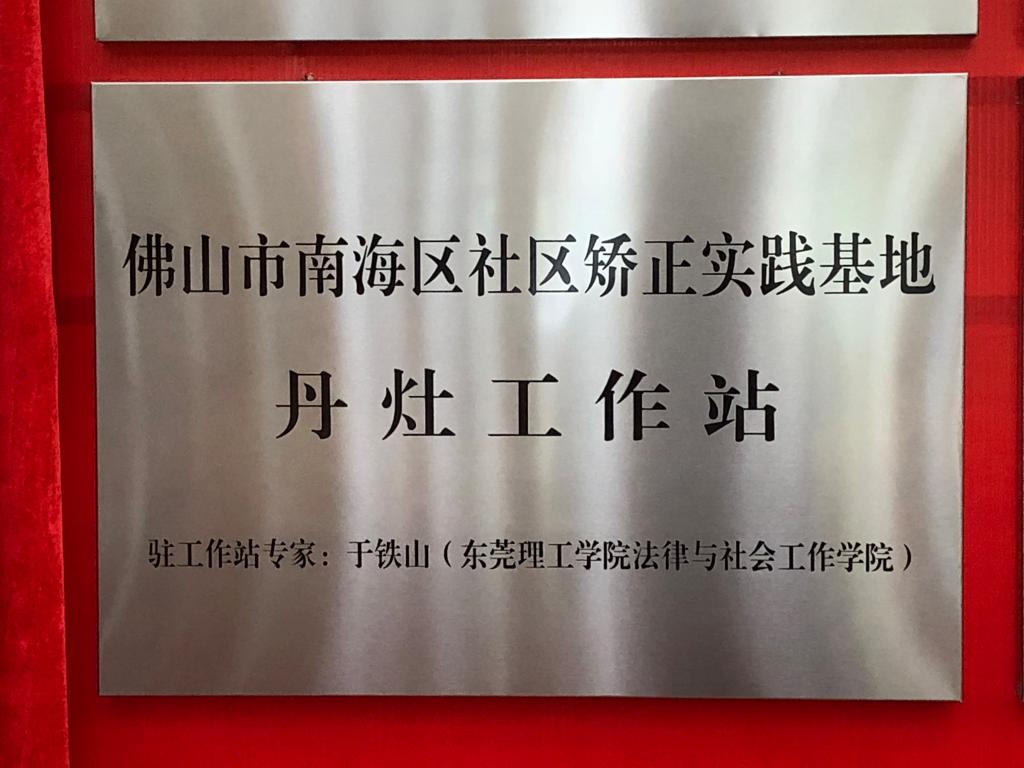 佛山市南海区社区矫正实践基地
丹灶工作站
驻工作站专家：于铁山（东莞理工学院法律与社会工作学院）